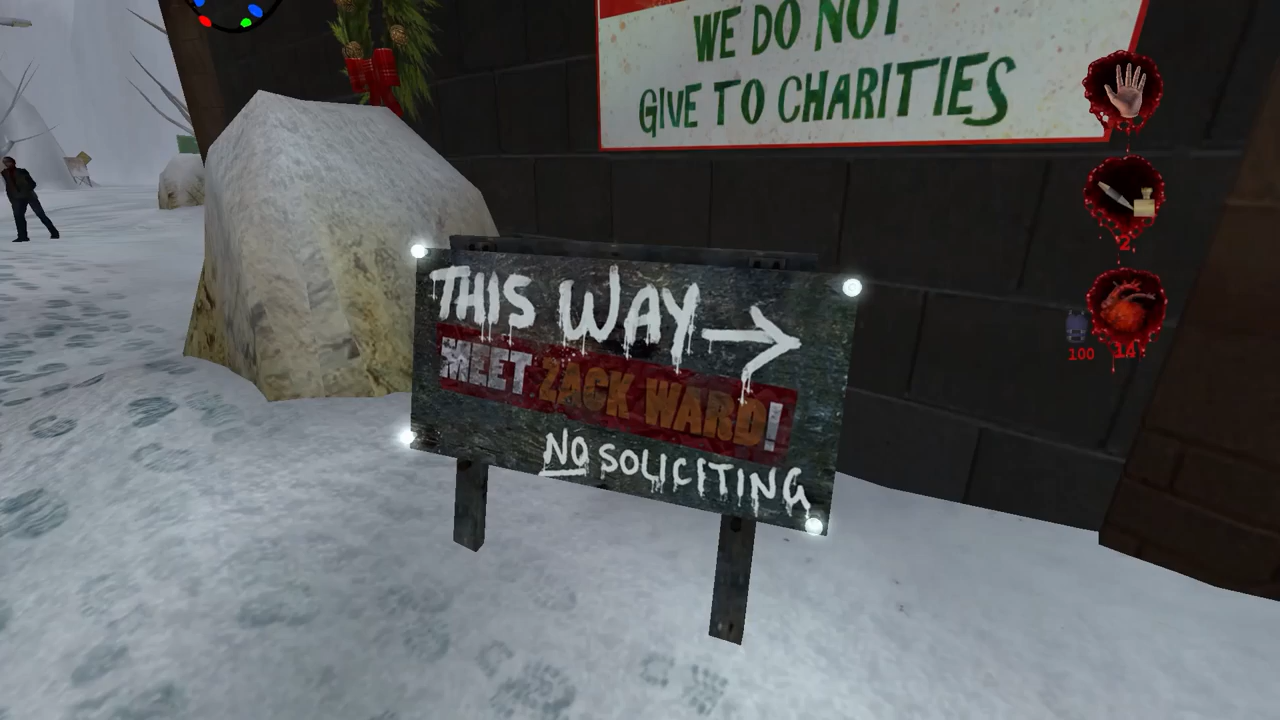 WE DO NOT
GIVE TO CHARITIES
THIS WAY
MEET ZACK WARD!
NO SOLICITING
2
100
14